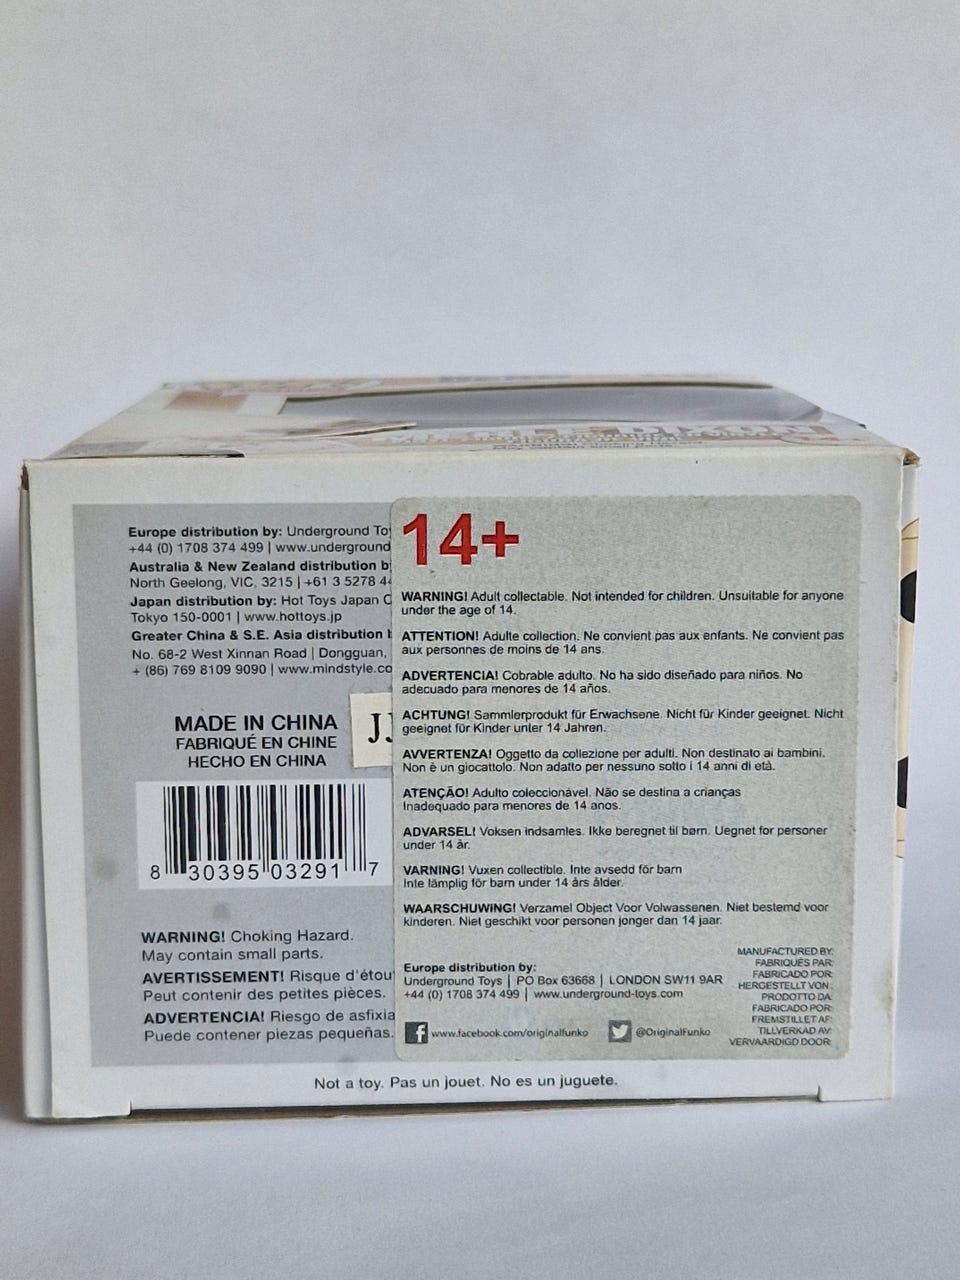 MERLE DIXON
Europe distribution by: Underground To
+44 (0) 1708 374 499 | www.underground
Australia & New Zealand distribution b
North Geelong, VIC, 3215 | +61 3 5278 4
Japan distribution by: Hot Toys Japan C
Tokyo 150-0001 | www.hottoys.jp
Greater China & S.E. Asia distribution
No. 68-2 West Xinnan Road | Dongguan,
+ (86) 769 8109 9090 | www.mindstyle.co
MADE IN CHINA
FABRIQUÉ EN CHINE
HECHO EN CHINA
JJ
8 30395 03291 7
WARNING! Choking Hazard.
May contain small parts.
AVERTISSEMENT! Risque d'étou
Peut contenir des petites pièces.
ADVERTENCIA! Riesgo de asfixia
Puede contener piezas pequeñas.
14+
WARNING! Adult collectable. Not intended for children. Unsuitable for anyone
under the age of 14.
ATTENTION! Adulte collection. Ne convient pas aux enfants. Ne convient pas
aux personnes de moins de 14 ans.
ADVERTENCIA! Cobrable adulto. No ha sido diseñado para niños. No
adecuado para menores de 14 años.
ACHTUNG! Sammlerprodukt für Erwachsene. Nicht für Kinder geeignet. Nicht
geeignet für Kinder unter 14 Jahren.
AVVERTENZA! Oggetto da collezione per adulti. Non destinato ai bambini.
Non è un giocattolo. Non adatto per nessuno sotto i 14 anni di età.
ATENÇÃO! Adulto coleccionável. Não se destina a crianças
Inadequado para menores de 14 anos.
ADVARSEL! Voksen indsamles. Ikke beregnet til børn. Uegnet for personer
under 14 år.
VARNING! Vuxen collectible. Inte avsedd för barn
Inte lämplig för barn under 14 års ålder.
WAARSCHUWING! Verzamel Object Voor Volwassenen. Niet bestemd voor
kinderen. Niet geschikt voor personen jonger dan 14 jaar.
Europe distribution by:
Underground Toys | PO Box 63668 | LONDON SW11 9AR
+44 (0) 1708 374 499 | www.underground-toys.com
www.facebook.com/originalfunko @OriginalFunko
MANUFACTURED BY:
FABRIQUÉS PAR:
FABRICADO POR:
HERGESTELLT VON:
PRODOTTO DA:
FABRICADO POR:
FREMSTILLET AF:
TILLVERKAD AV:
VERVAARDIGD DOOR:
Not a toy. Pas un jouet. No es un juguete.